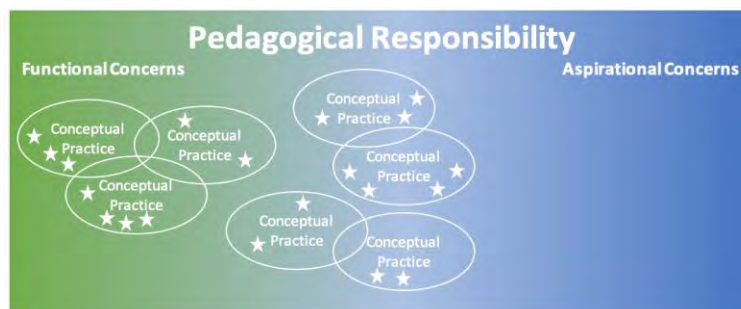 Pedagogical Responsibility
Functional Concerns
Aspirational Concerns
Conceptual
Practice
Conceptual
Practice
Conceptual
Practice
Conceptual
Practice
Conceptual
Practice
Conceptual
Practice
Conceptual
Practice